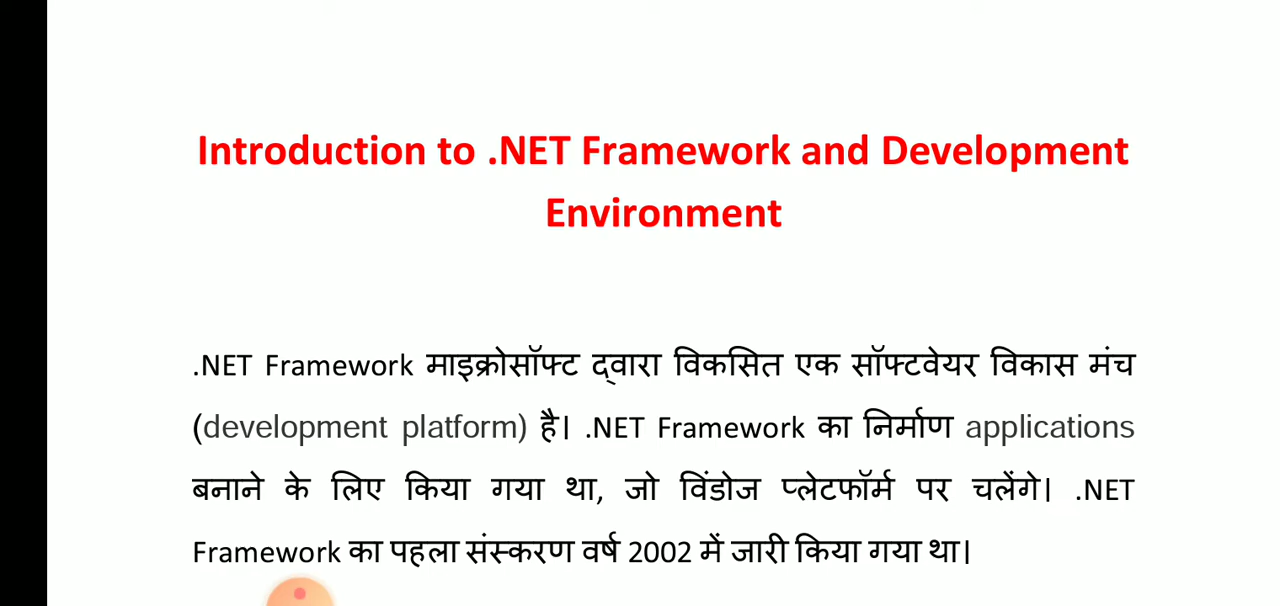 Introduction to .NET Framework and Development
Environment
.NET Framework माइक्रोसॉफ्ट द्वारा विकसित एक सॉफ्टवेयर विकास मंच
(development platform) है। .NET Framework का निर्माण applications
बनाने के लिए किया गया था, जो विंडोज प्लेटफॉर्म पर चलेंगे। .NET
Framework का पहला संस्करण वर्ष 2002 में जारी किया गया था।